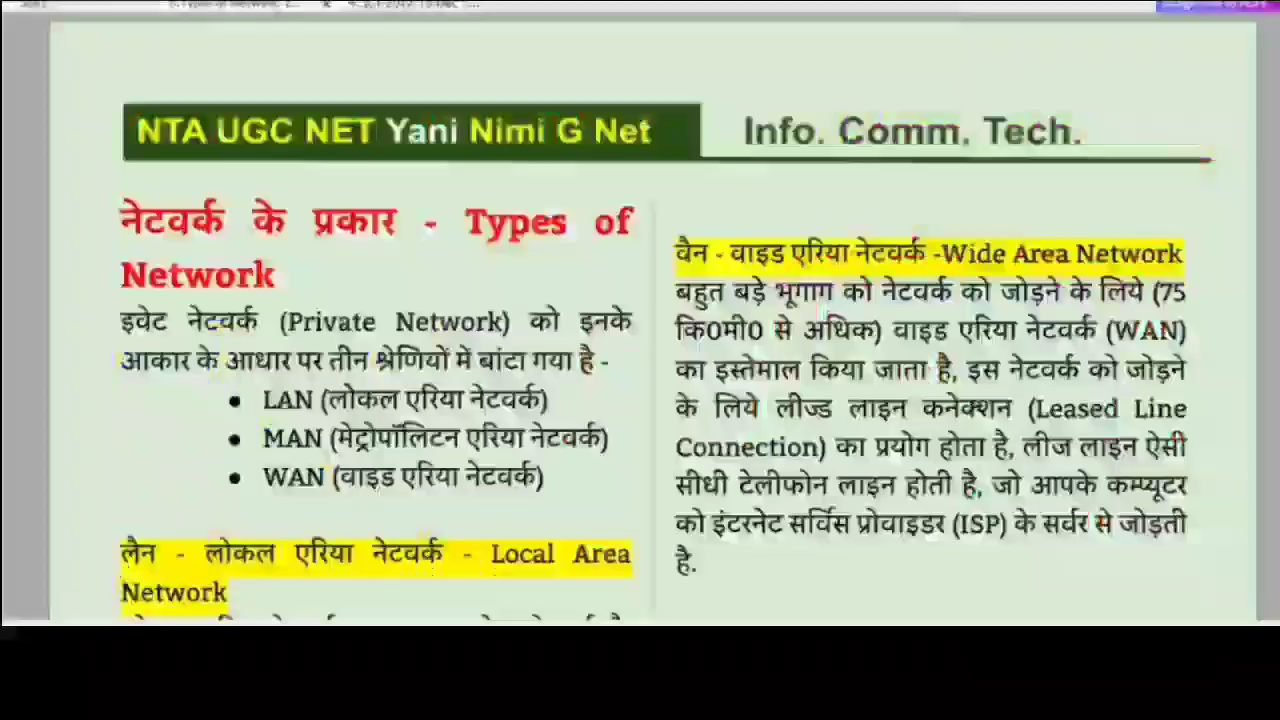 NTA UGC NET Yani Nimi G Net
Info. Comm. Tech.
नेटवर्क के प्रकार - Types of
Network
इवेट नेटवर्क (Private Network) को इनके
आकार के आधार पर तीन श्रेणियों में बांटा गया है -
● LAN (लोकल एरिया नेटवर्क)
● MAN (मेट्रोपॉलिटन एरिया नेटवर्क)
● WAN (वाइड एरिया नेटवर्क)
लैन - लोकल एरिया नेटवर्क - Local Area
Network
वैन - वाइड एरिया नेटवर्क -Wide Area Network
बहुत बड़े भूगाग को नेटवर्क को जोड़ने के लिये (75
कि0मी0 से अधिक) वाइड एरिया नेटवर्क (WAN)
का इस्तेमाल किया जाता है, इस नेटवर्क को जोड़ने
के लिये लीज्ड लाइन कनेक्शन (Leased Line
Connection) का प्रयोग होता है, लीज लाइन ऐसी
सीधी टेलीफोन लाइन होती है, जो आपके कम्प्यूटर
को इंटरनेट सर्विस प्रोवाइडर (ISP) के सर्वर से जोड़ती
है.